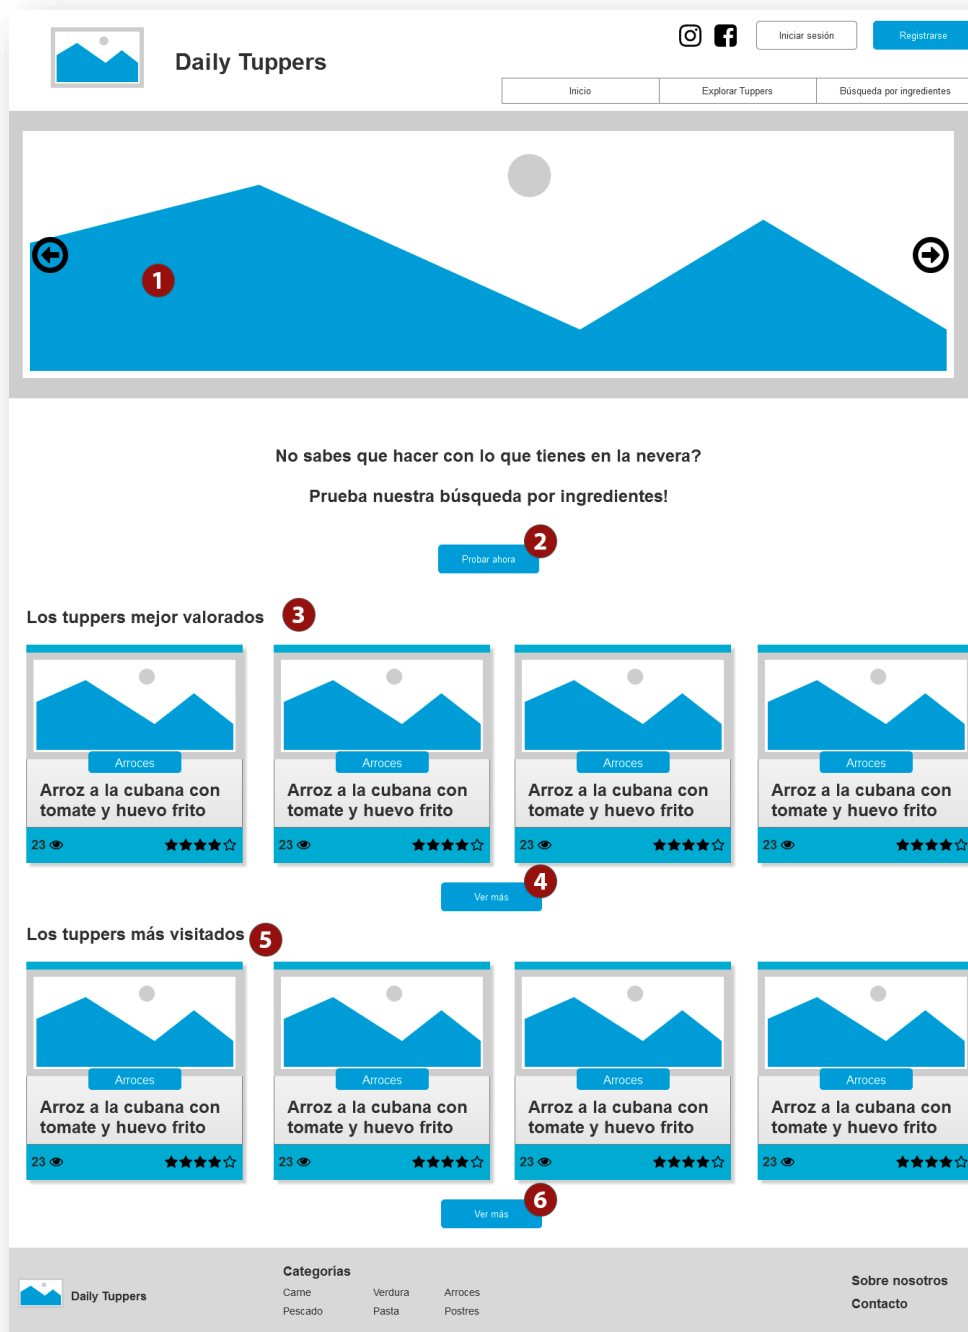 Daily Tuppers
Iniciar sesión
Registrarse
Inicio
Explorar Tuppers
Búsqueda por ingredientes
1
No sabes que hacer con lo que tienes en la nevera?
Prueba nuestra búsqueda por ingredientes!
2
Probar ahora
Los tuppers mejor valorados
3
Arroces
Arroz a la cubana con
tomate y huevo frito
23
Arroces
Arroz a la cubana con
tomate y huevo frito
23
Arroces
Arroz a la cubana con
tomate y huevo frito
23
Arroces
Arroz a la cubana con
tomate y huevo frito
23
4
Ver más
Los tuppers más visitados
5
Arroces
Arroz a la cubana con
tomate y huevo frito
23
Arroces
Arroz a la cubana con
tomate y huevo frito
23
Arroces
Arroz a la cubana con
tomate y huevo frito
23
Arroces
Arroz a la cubana con
tomate y huevo frito
23
6
Ver más
Daily Tuppers
Categorías
Carne Verdura Arroces
Pescado Pasta Postres
Sobre nosotros
Contacto